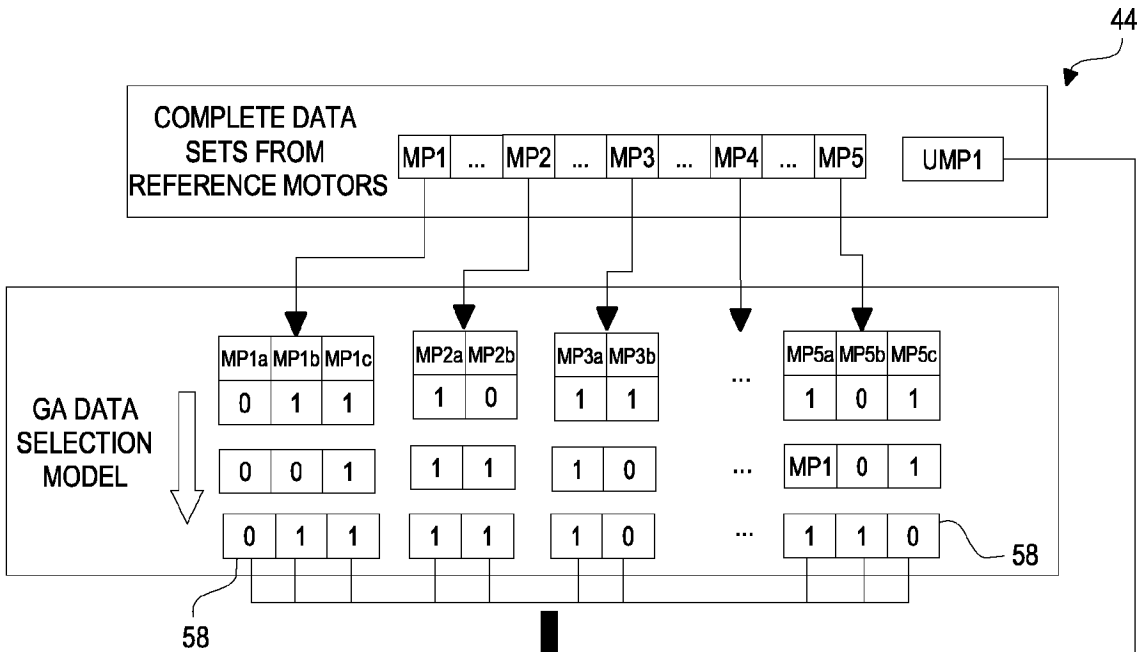 44
COMPLETE DATA
SETS FROM
REFERENCE MOTORS
MP1 ... MP2 ... MP3 ... MP4 ... MP5
UMP1
MP1a MP1b MP1c MP2a MP2b MP3a MP3b ... MP5a MP5b MP5c
0 1 1 1 0 1 1 1 0 1
GA DATA
SELECTION
MODEL
0 0 1 1 1 1 0 ... MP1 0 1
0 1 1 1 1 1 0 ... 1 1 0
58
58